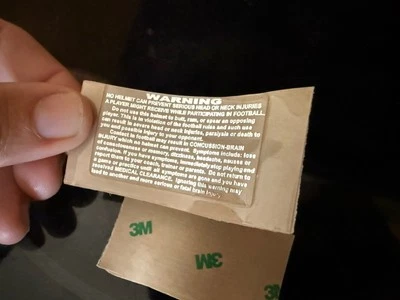 WARNING
NO HELMET CAN PREVENT SERIOUS HEAD OR NECK INJURIES
A PLAYER MIGHT RECEIVE WHILE PARTICIPATING IN FOOTBALL.
Do not use this helmet to butt, ram, or spear an opposing
player. This is in violation of the football rules and such use
can result in severe head or neck injuries, paralysis or death to
you and possible injury to your opponent.
Contact in football may result in CONCUSSION-BRAIN
INJURY which no helmet can prevent. Symptoms include: loss
of consciousness or memory, dizziness, headache, nausea or
confusion. If you have symptoms, immediately stop playing and
report them to your coach, trainer or parents. Do not return to
a game or practice until all symptoms are gone and you have
received MEDICAL CLEARANCE. Ignoring this warning may
lead to another and more serious or fatal brain injury.
3M
3M
3M